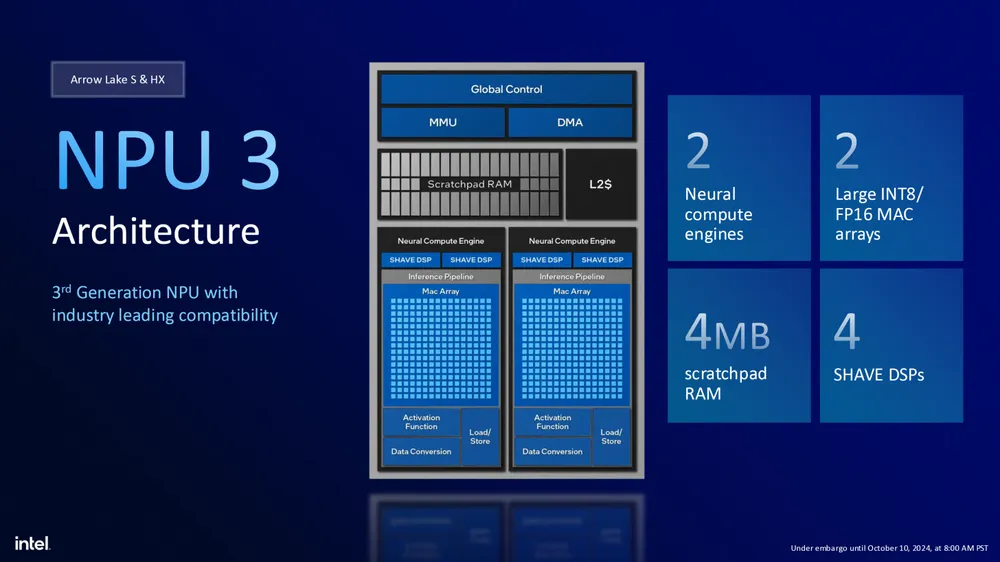 Arrow Lake S & HX
NPU 3
Architecture
3rd Generation NPU with
industry leading compatibility
Global Control
MMU
DMA
Scratchpad RAM
L2$
Neural Compute Engine
SHAVE DSP
SHAVE DSP
Inference Pipeline
Mac Array
Activation
Function
Load/
Store
Data Conversion
Neural Compute Engine
SHAVE DSP
SHAVE DSP
Inference Pipeline
Mac Array
Activation
Function
Load/
Store
Data Conversion
2
Neural
compute
engines
2
Large INT8/
FP16 MAC
arrays
4MB
scratchpad
RAM
4
SHAVE DSPs
intel.
Under embargo until October 10, 2024, at 8:00 AM PST